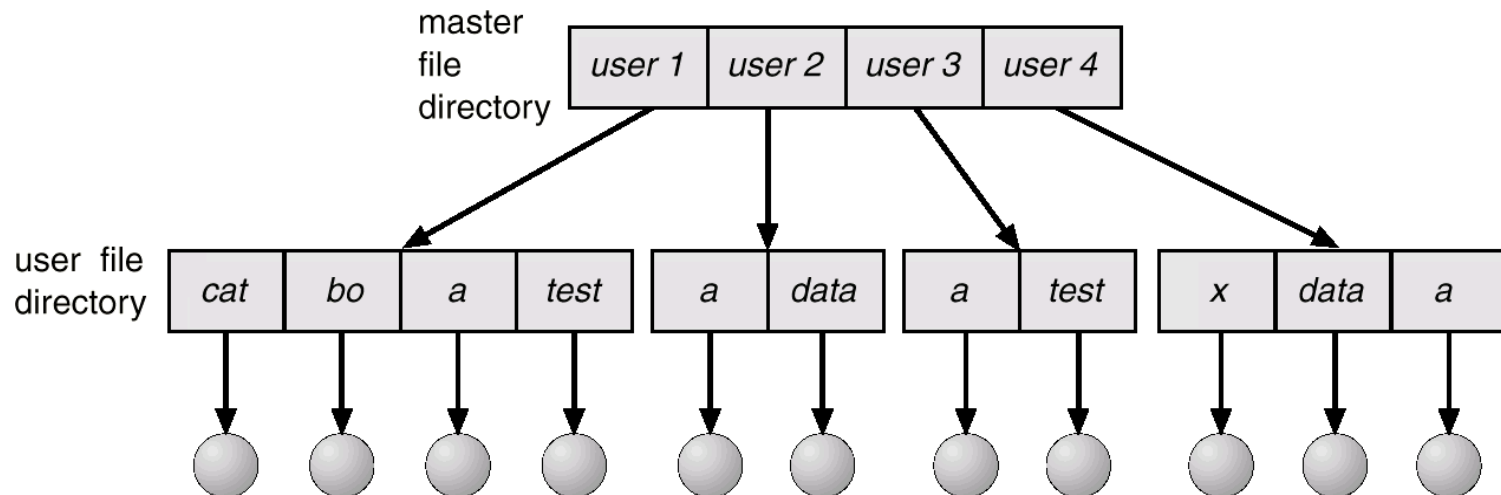 master
file
directory
user 1 user 2 user 3 user 4
user file
directory
cat bo a test a data a test x data a